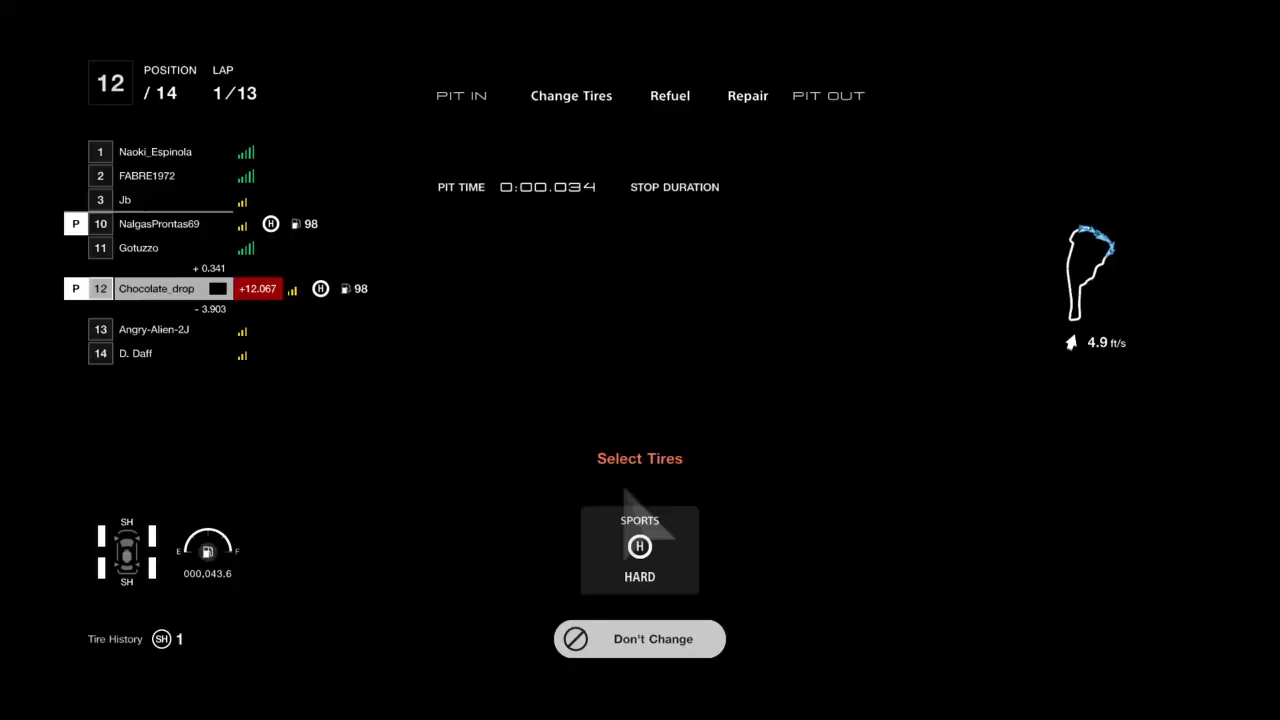 12
POSITION
/ 14
LAP
1/13
PIT IN
Change Tires
Refuel
Repair
PIT OUT
1 Naoki_Espinola
2 FABRE1972
3 Jb
P 10 NalgasProntas69 H 98
11 Gotuzzo
+ 0.341
P 12 Chocolate_drop +12.067 H 98
- 3.903
13 Angry-Alien-2J
14 D. Daff
PIT TIME 0:00.034 STOP DURATION
4.9 ft/s
Select Tires
SPORTS
H
HARD
Don't Change
SH
SH
E F
000,043.6
Tire History SH 1